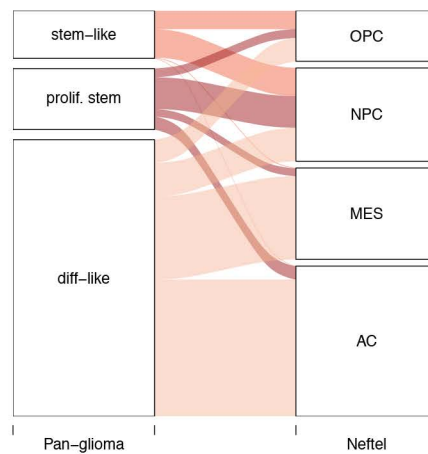 stem−like
prolif. stem
diff−like
OPC
NPC
MES
AC
Pan−glioma
Neftel